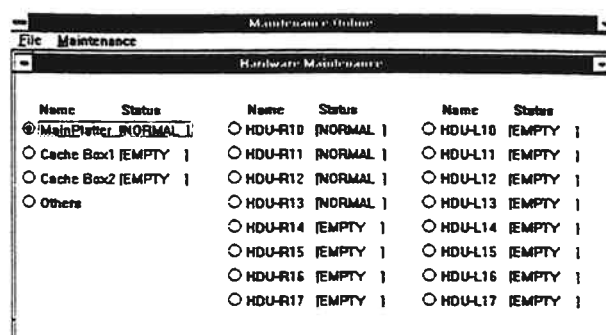 Maintenance Online
File Maintenance
Hardware Maintenance
Name Status Name Status Name Status
MainPlatter [NORMAL ] HDU-R10 [NORMAL ] HDU-L10 [EMPTY ]
Cache Box1 [EMPTY ] HDU-R11 [NORMAL ] HDU-L11 [EMPTY ]
Cache Box2 [EMPTY ] HDU-R12 [NORMAL ] HDU-L12 [EMPTY ]
Others HDU-R13 [NORMAL ] HDU-L13 [EMPTY ]
HDU-R14 [EMPTY ] HDU-L14 [EMPTY ]
HDU-R15 [EMPTY ] HDU-L15 [EMPTY ]
HDU-R16 [EMPTY ] HDU-L16 [EMPTY ]
HDU-R17 [EMPTY ] HDU-L17 [EMPTY ]